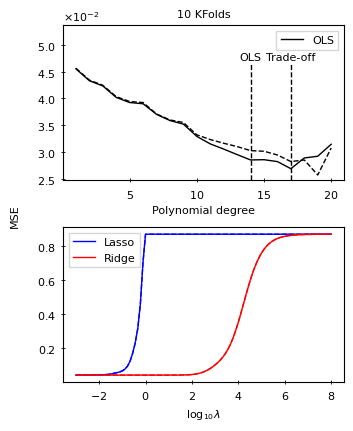 10 KFolds
×10⁻²
OLS
OLS Trade-off
5.0
4.5
4.0
3.5
3.0
2.5
5 10 15 20
Polynomial degree
MSE
Lasso
Ridge
0.8
0.6
0.4
0.2
−2 0 2 4 6 8
log₁₀λ